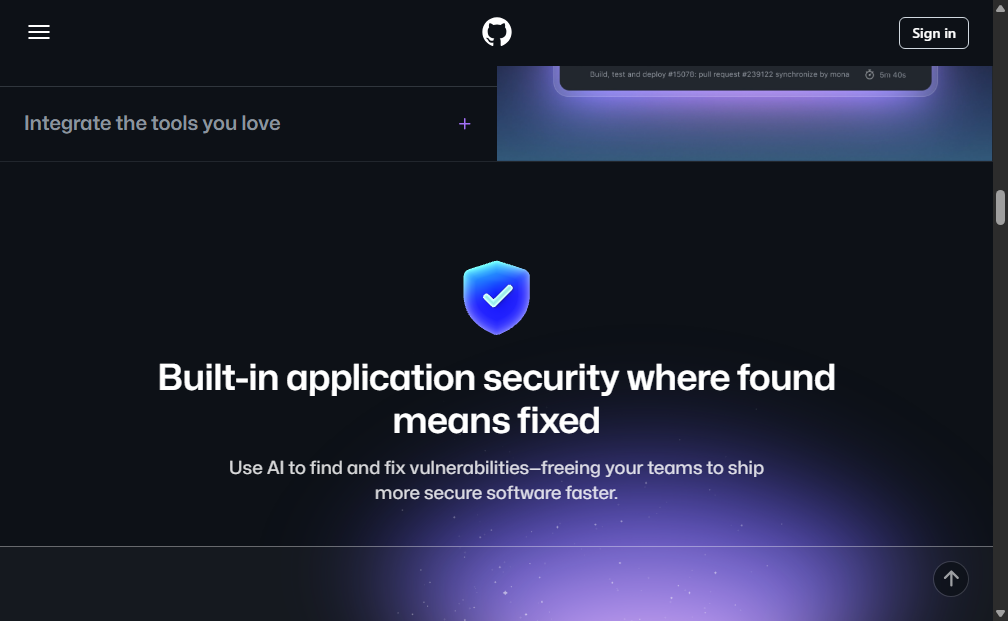 Sign in
Build, test and deploy #15078: pull request #239122 synchronize by mona
5m 40s
Integrate the tools you love
Built-in application security where found
means fixed
Use AI to find and fix vulnerabilities—freeing your teams to ship
more secure software faster.